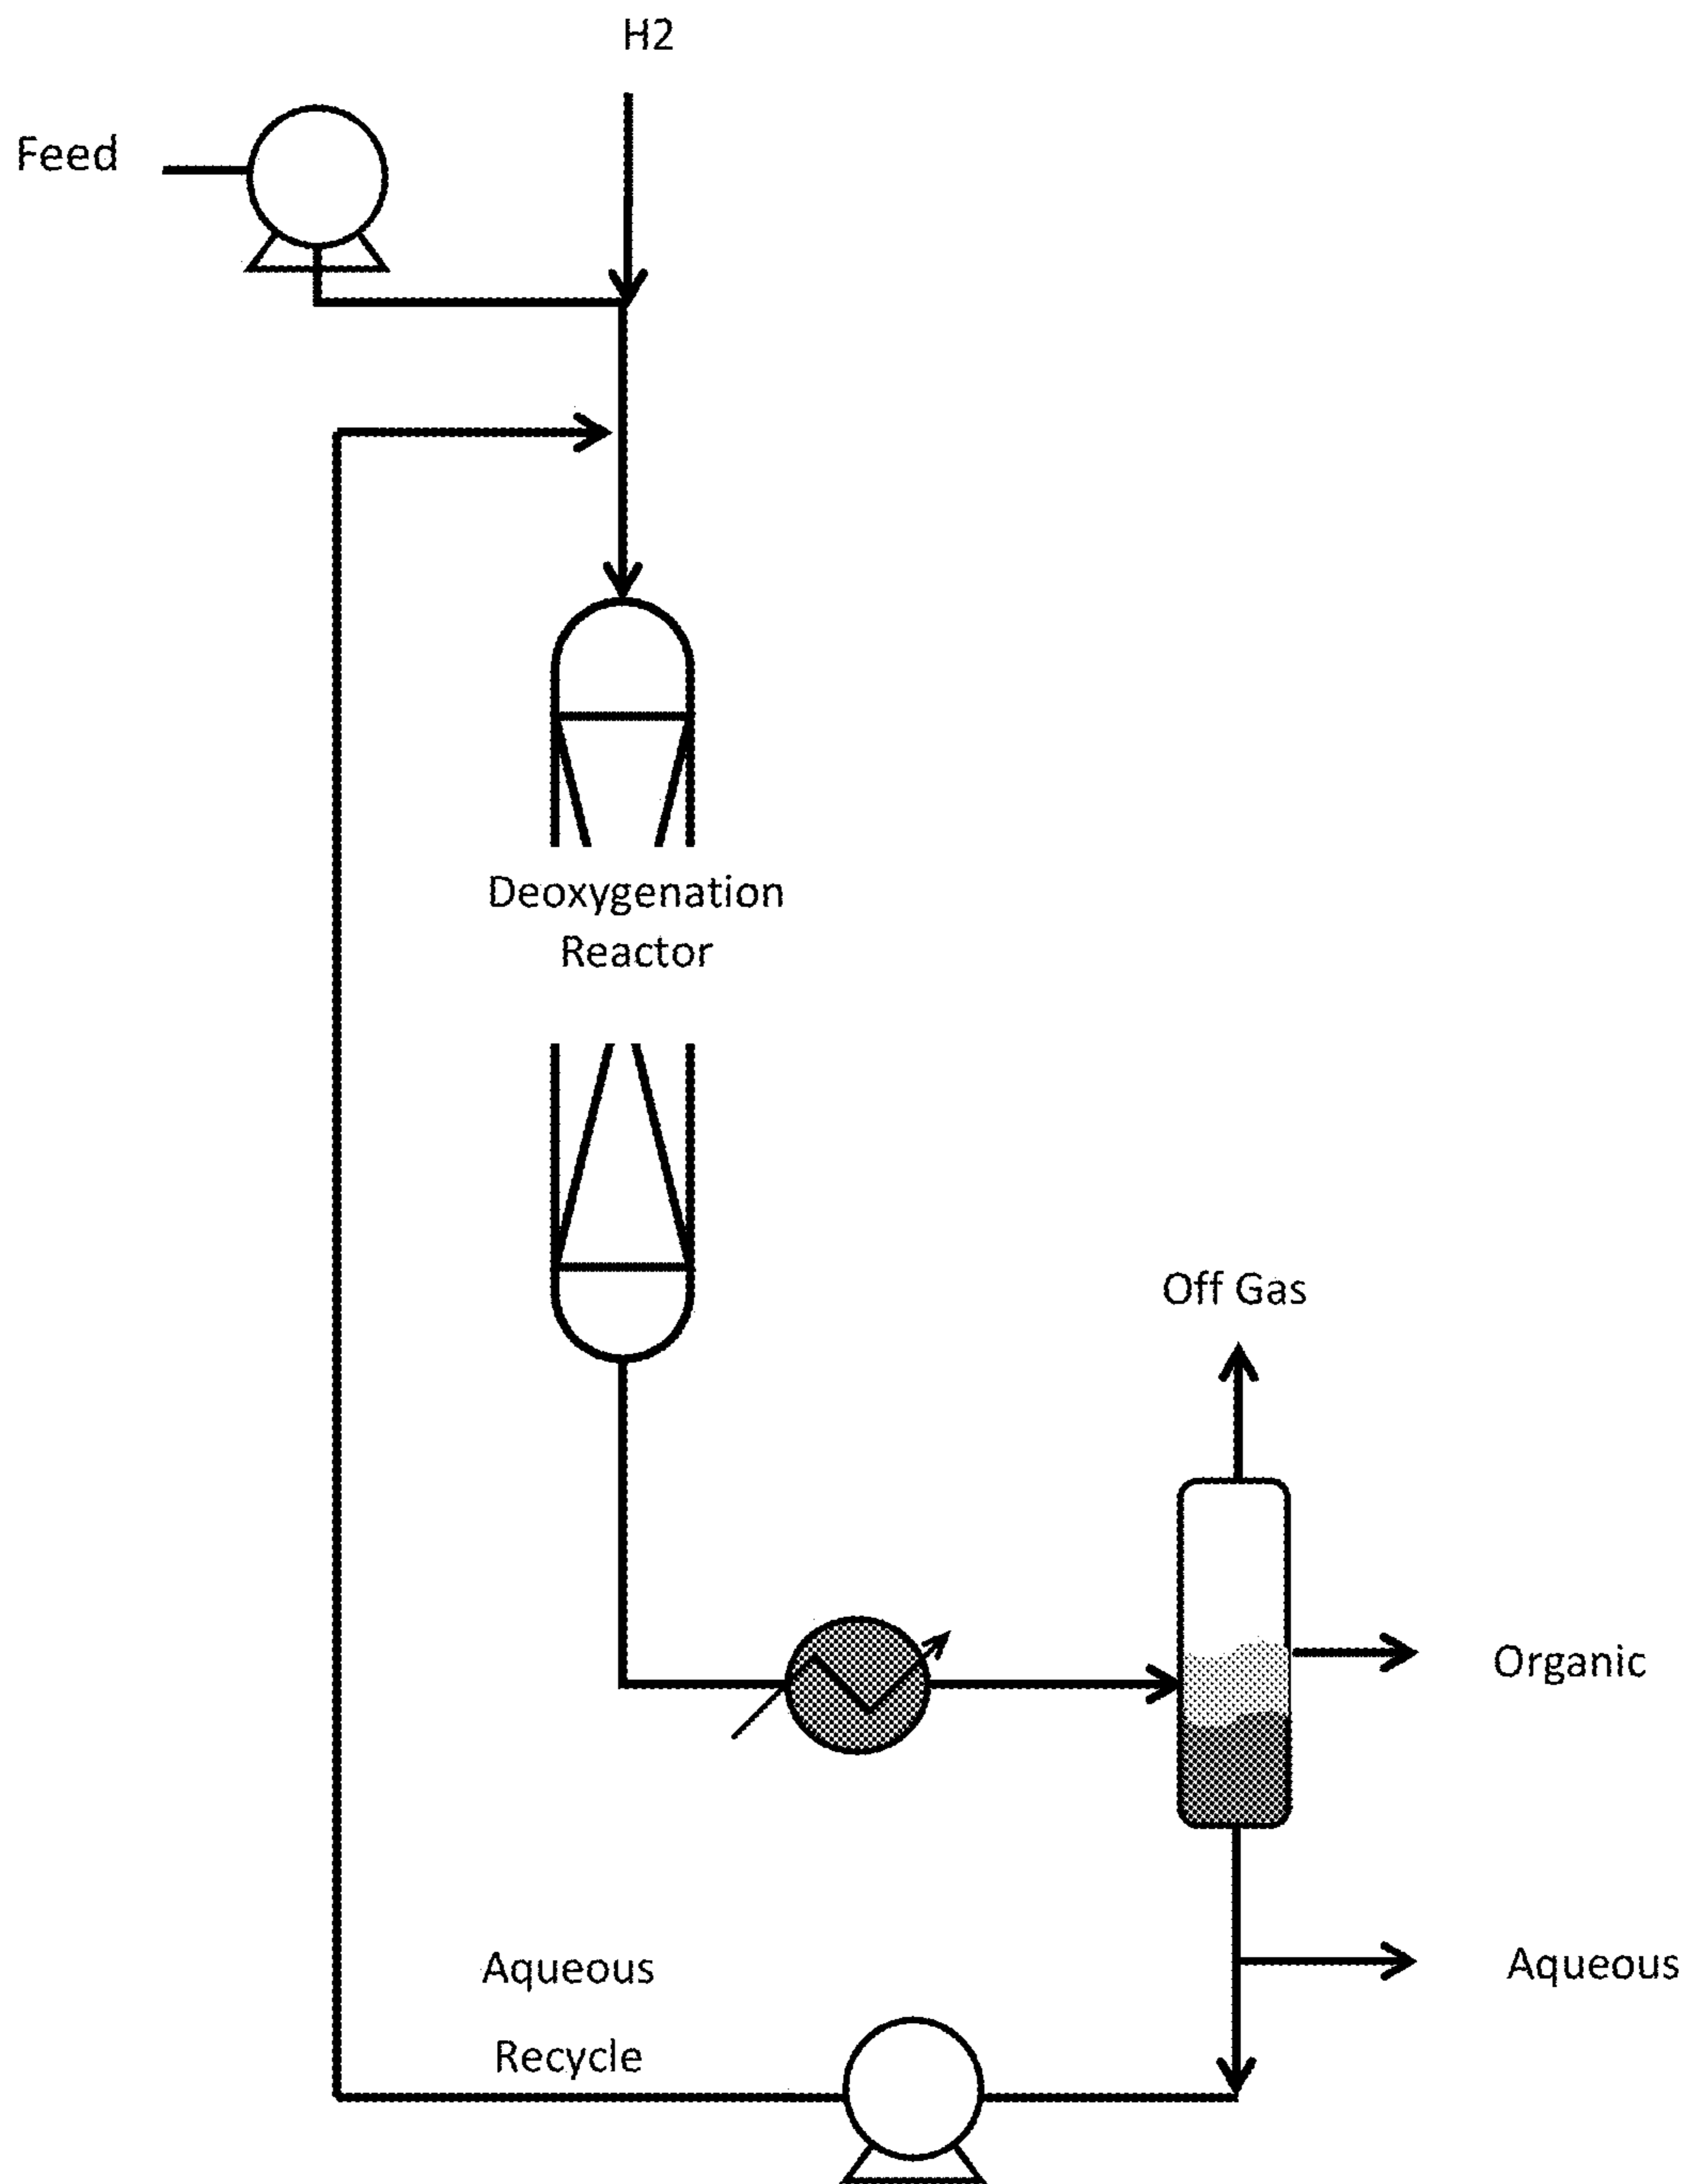 H2
Feed
Deoxygenation
Reactor
Off Gas
Organic
Aqueous
Aqueous
Recycle